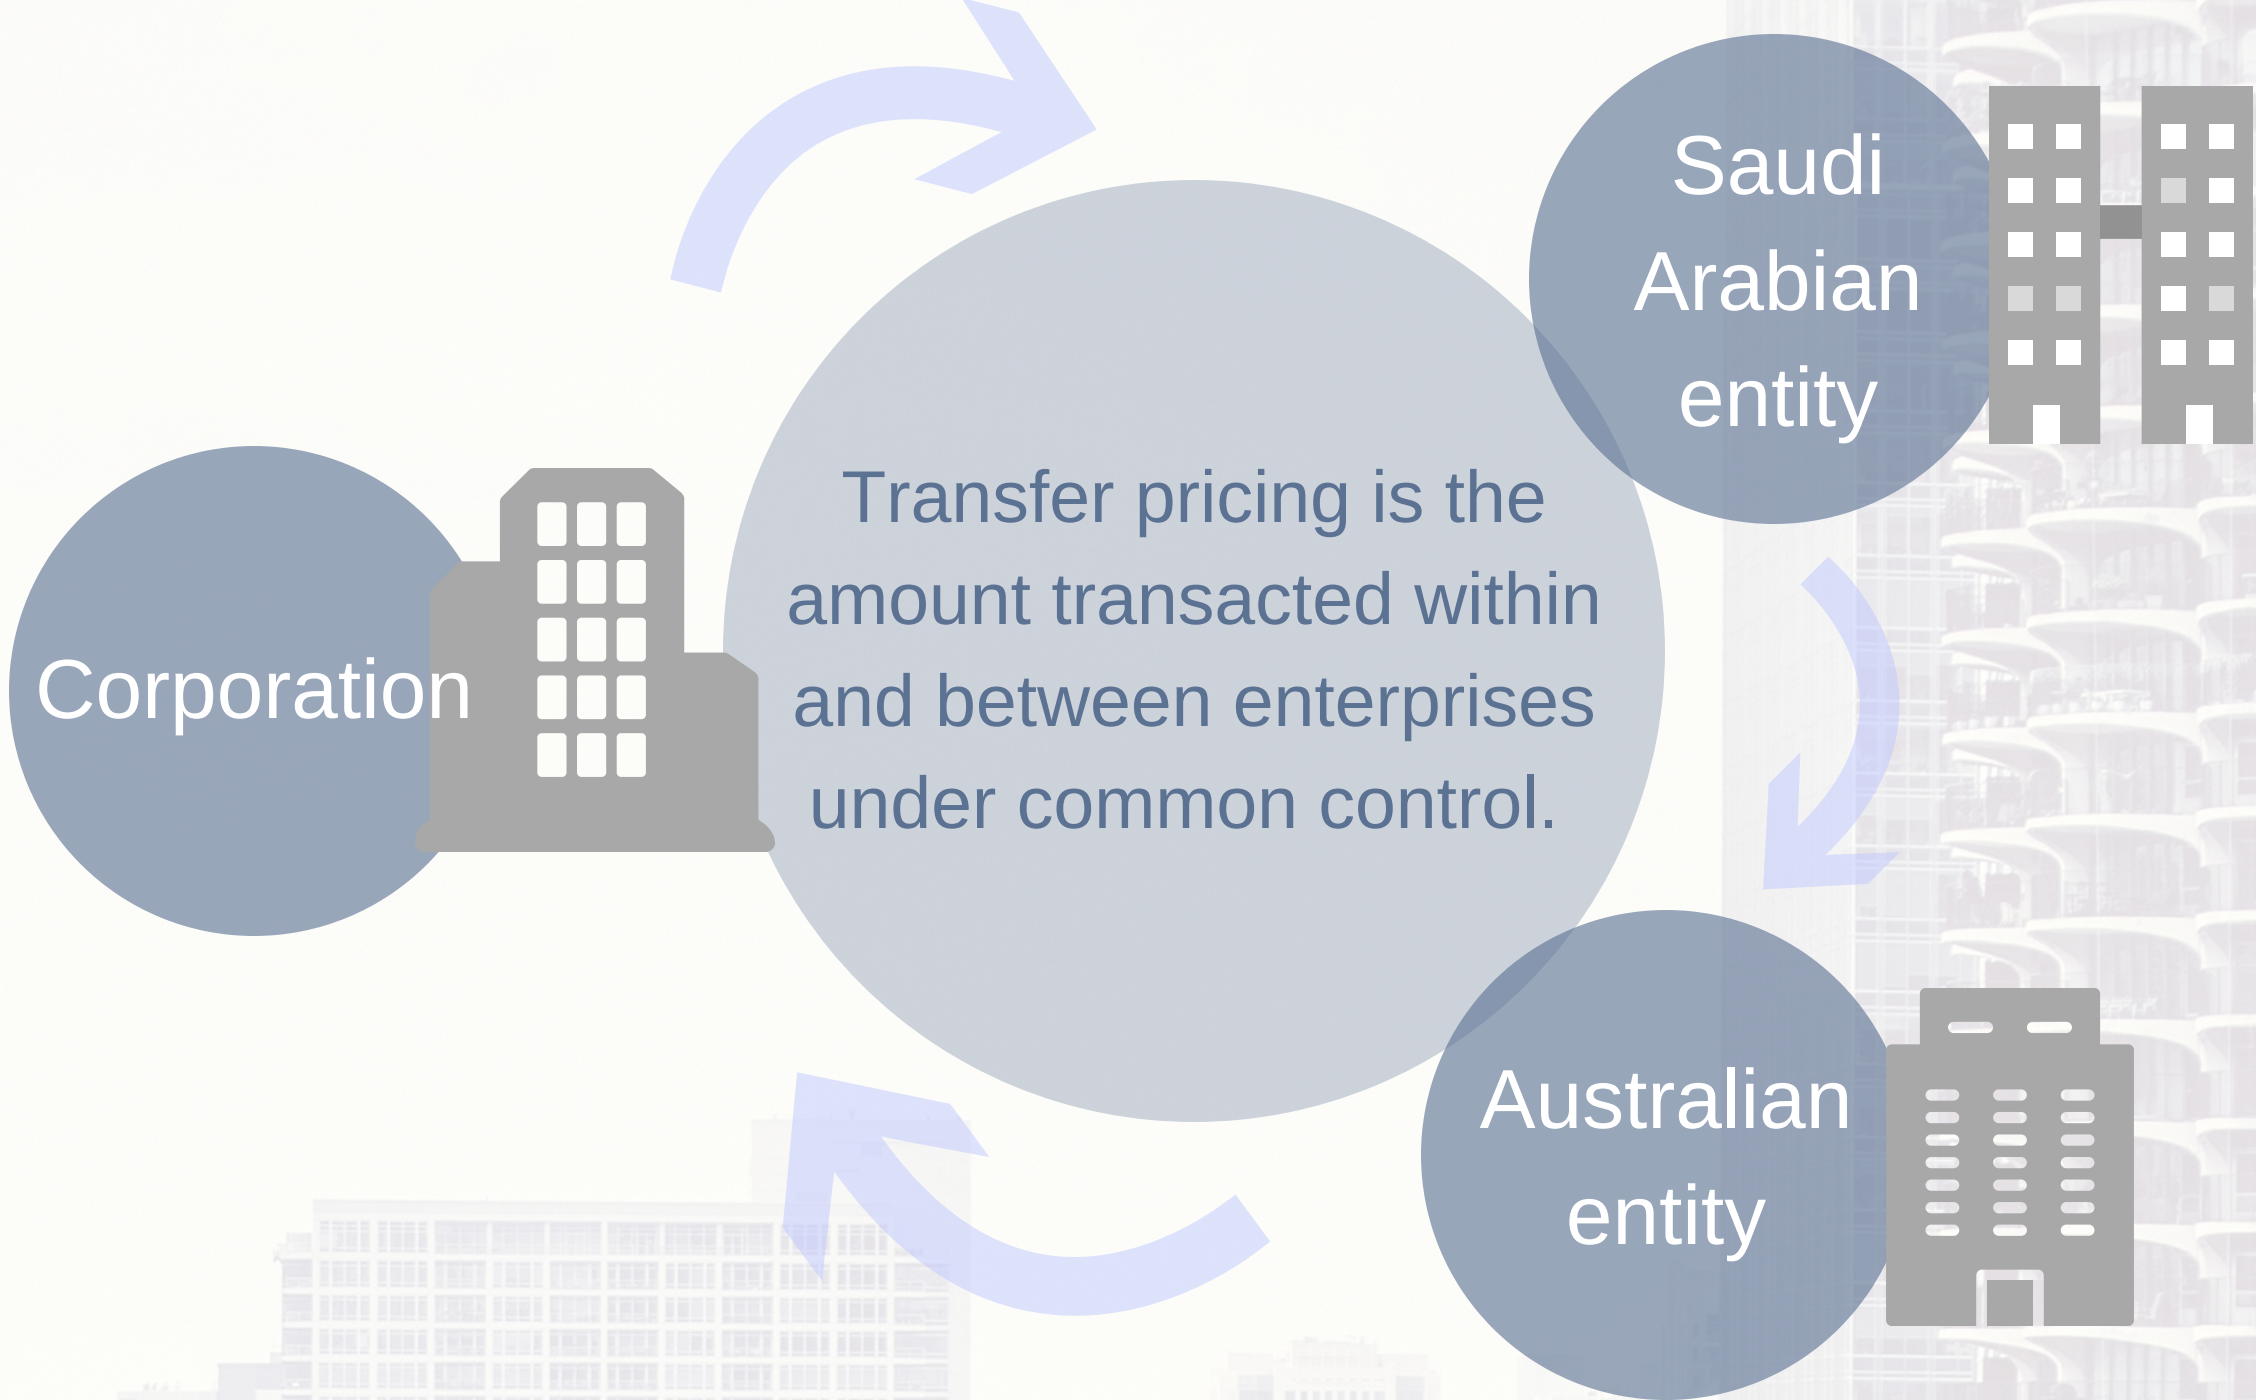 Saudi
Arabian
entity
Transfer pricing is the
amount transacted within
and between enterprises
under common control.
Corporation
Australian
entity